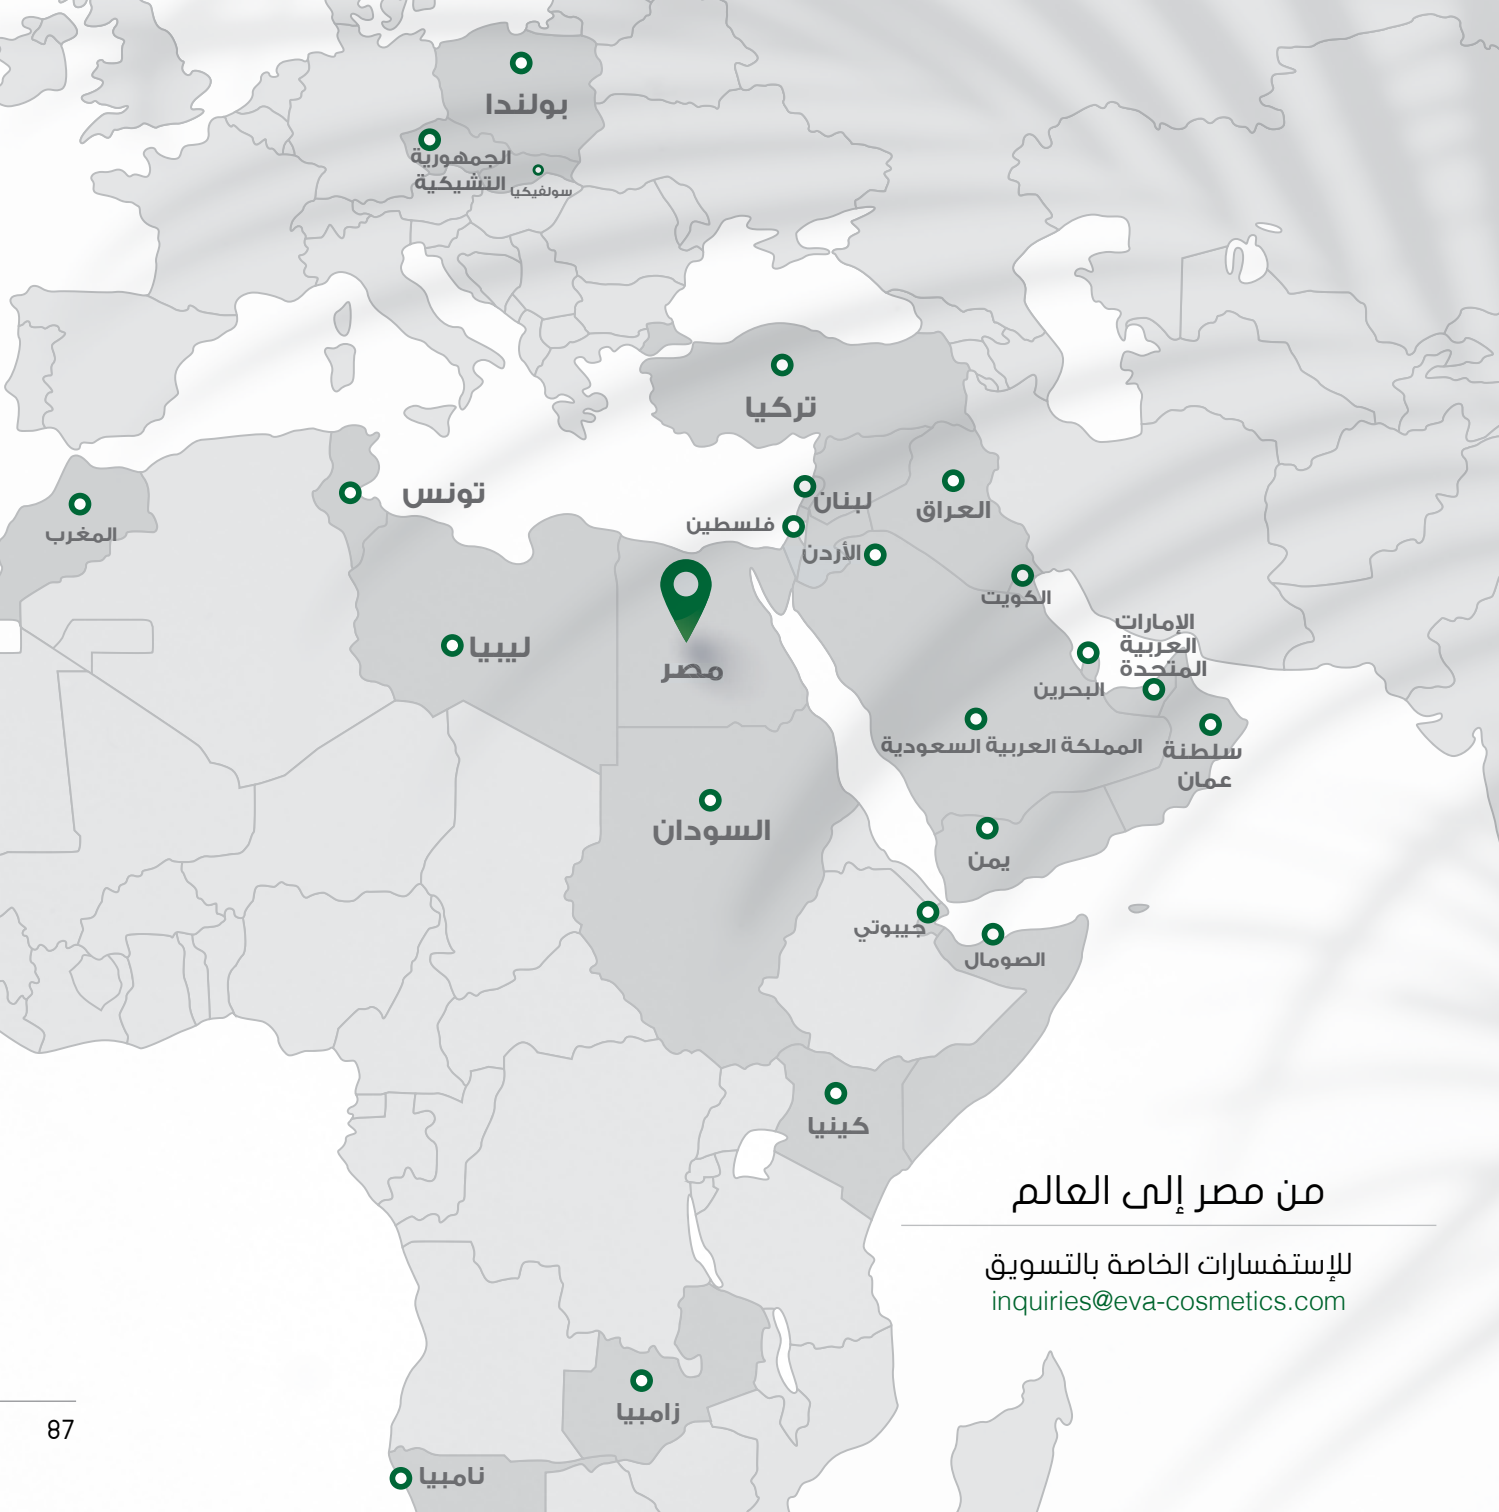 بولندا
الجمهورية
التشيكية
سولفيكيا
تركيا
تونس
المغرب
لبنان
العراق
فلسطين
الأردن
الكويت
ليبيا
مصر
الإمارات
العربية
المتحدة
البحرين
المملكة العربية السعودية
سلطنة
عمان
السودان
يمن
جيبوتي
الصومال
كينيا
من مصر إلى العالم
للإستفسارات الخاصة بالتسويق
inquiries@eva-cosmetics.com
زامبيا
نامبيا
87